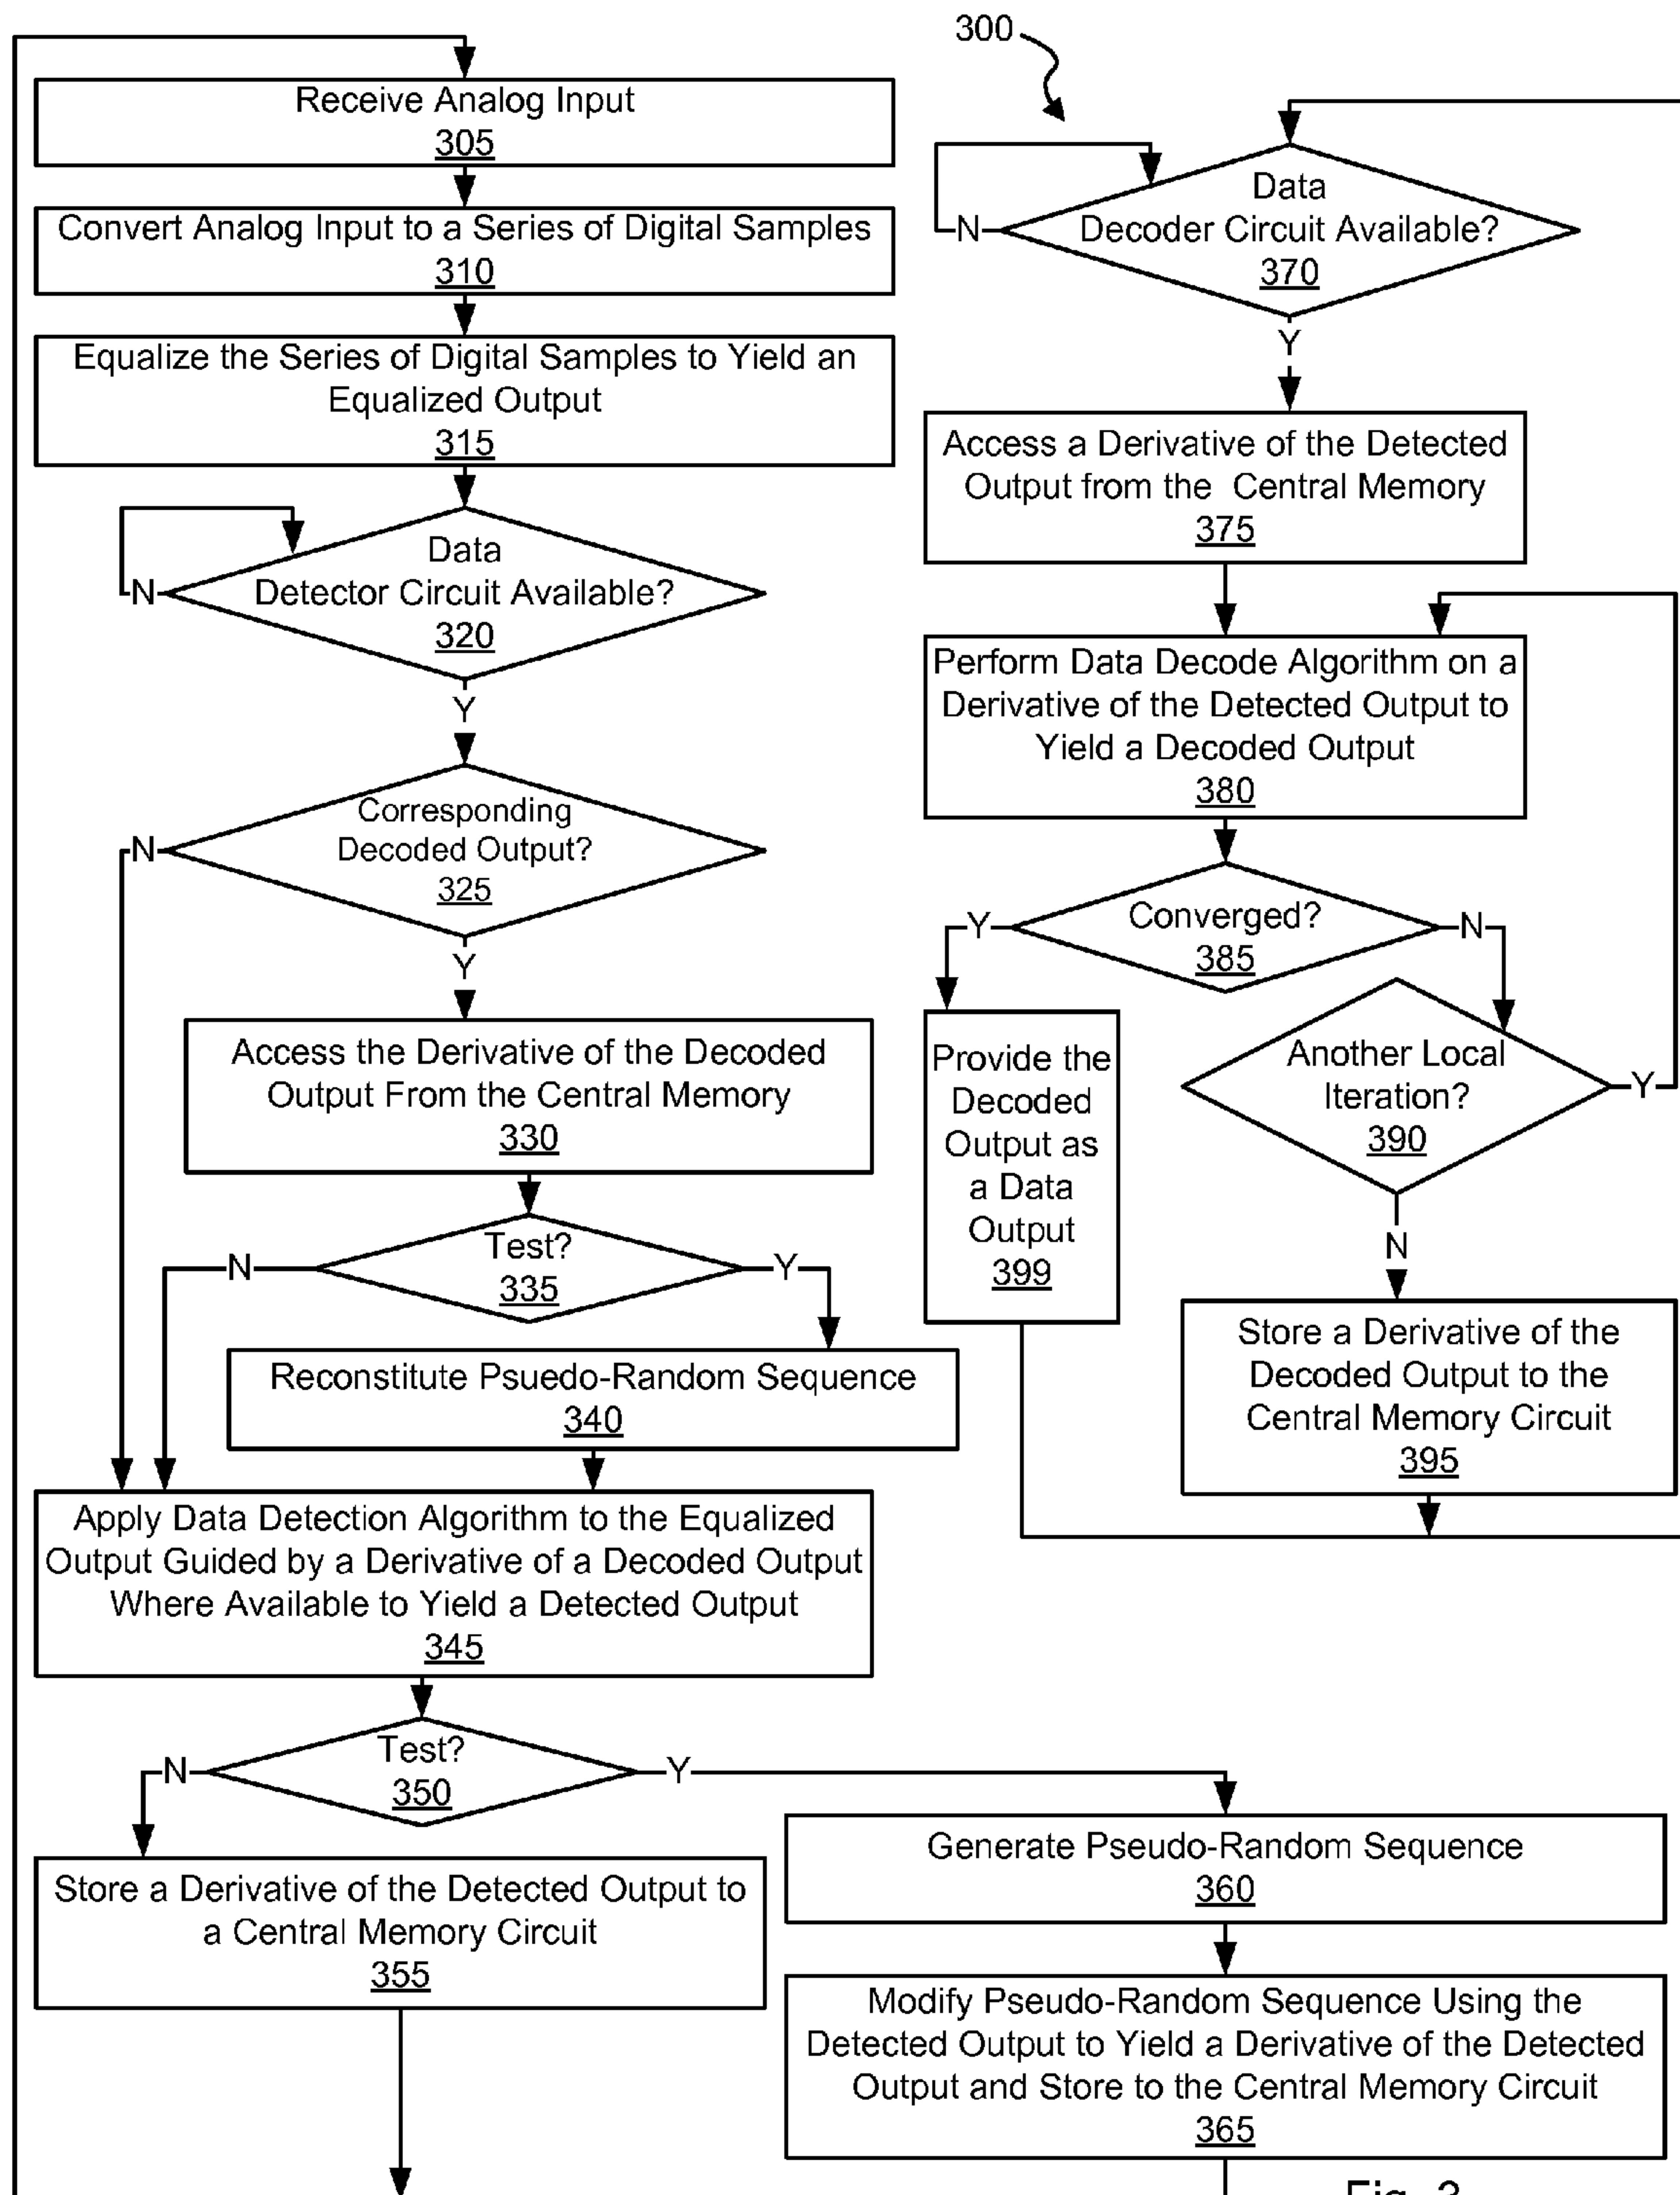 Receive Analog Input
305
Convert Analog Input to a Series of Digital Samples
310
Equalize the Series of Digital Samples to Yield an
Equalized Output
315
Data
Detector Circuit Available?
320
N
Y
Corresponding
Decoded Output?
325
N
Y
Access the Derivative of the Decoded
Output From the Central Memory
330
Test?
335
N
Y
Reconstitute Psuedo-Random Sequence
340
Apply Data Detection Algorithm to the Equalized
Output Guided by a Derivative of a Decoded Output
Where Available to Yield a Detected Output
345
Test?
350
N
Y
Store a Derivative of the Detected Output to
a Central Memory Circuit
355
Generate Pseudo-Random Sequence
360
Modify Pseudo-Random Sequence Using the
Detected Output to Yield a Derivative of the Detected
Output and Store to the Central Memory Circuit
365
300
Data
Decoder Circuit Available?
370
N
Y
Access a Derivative of the Detected
Output from the Central Memory
375
Perform Data Decode Algorithm on a
Derivative of the Detected Output to
Yield a Decoded Output
380
Converged?
385
Y
N
Provide the
Decoded
Output as
a Data
Output
399
Another Local
Iteration?
390
Y
N
Store a Derivative of the
Decoded Output to the
Central Memory Circuit
395
Fig. 3